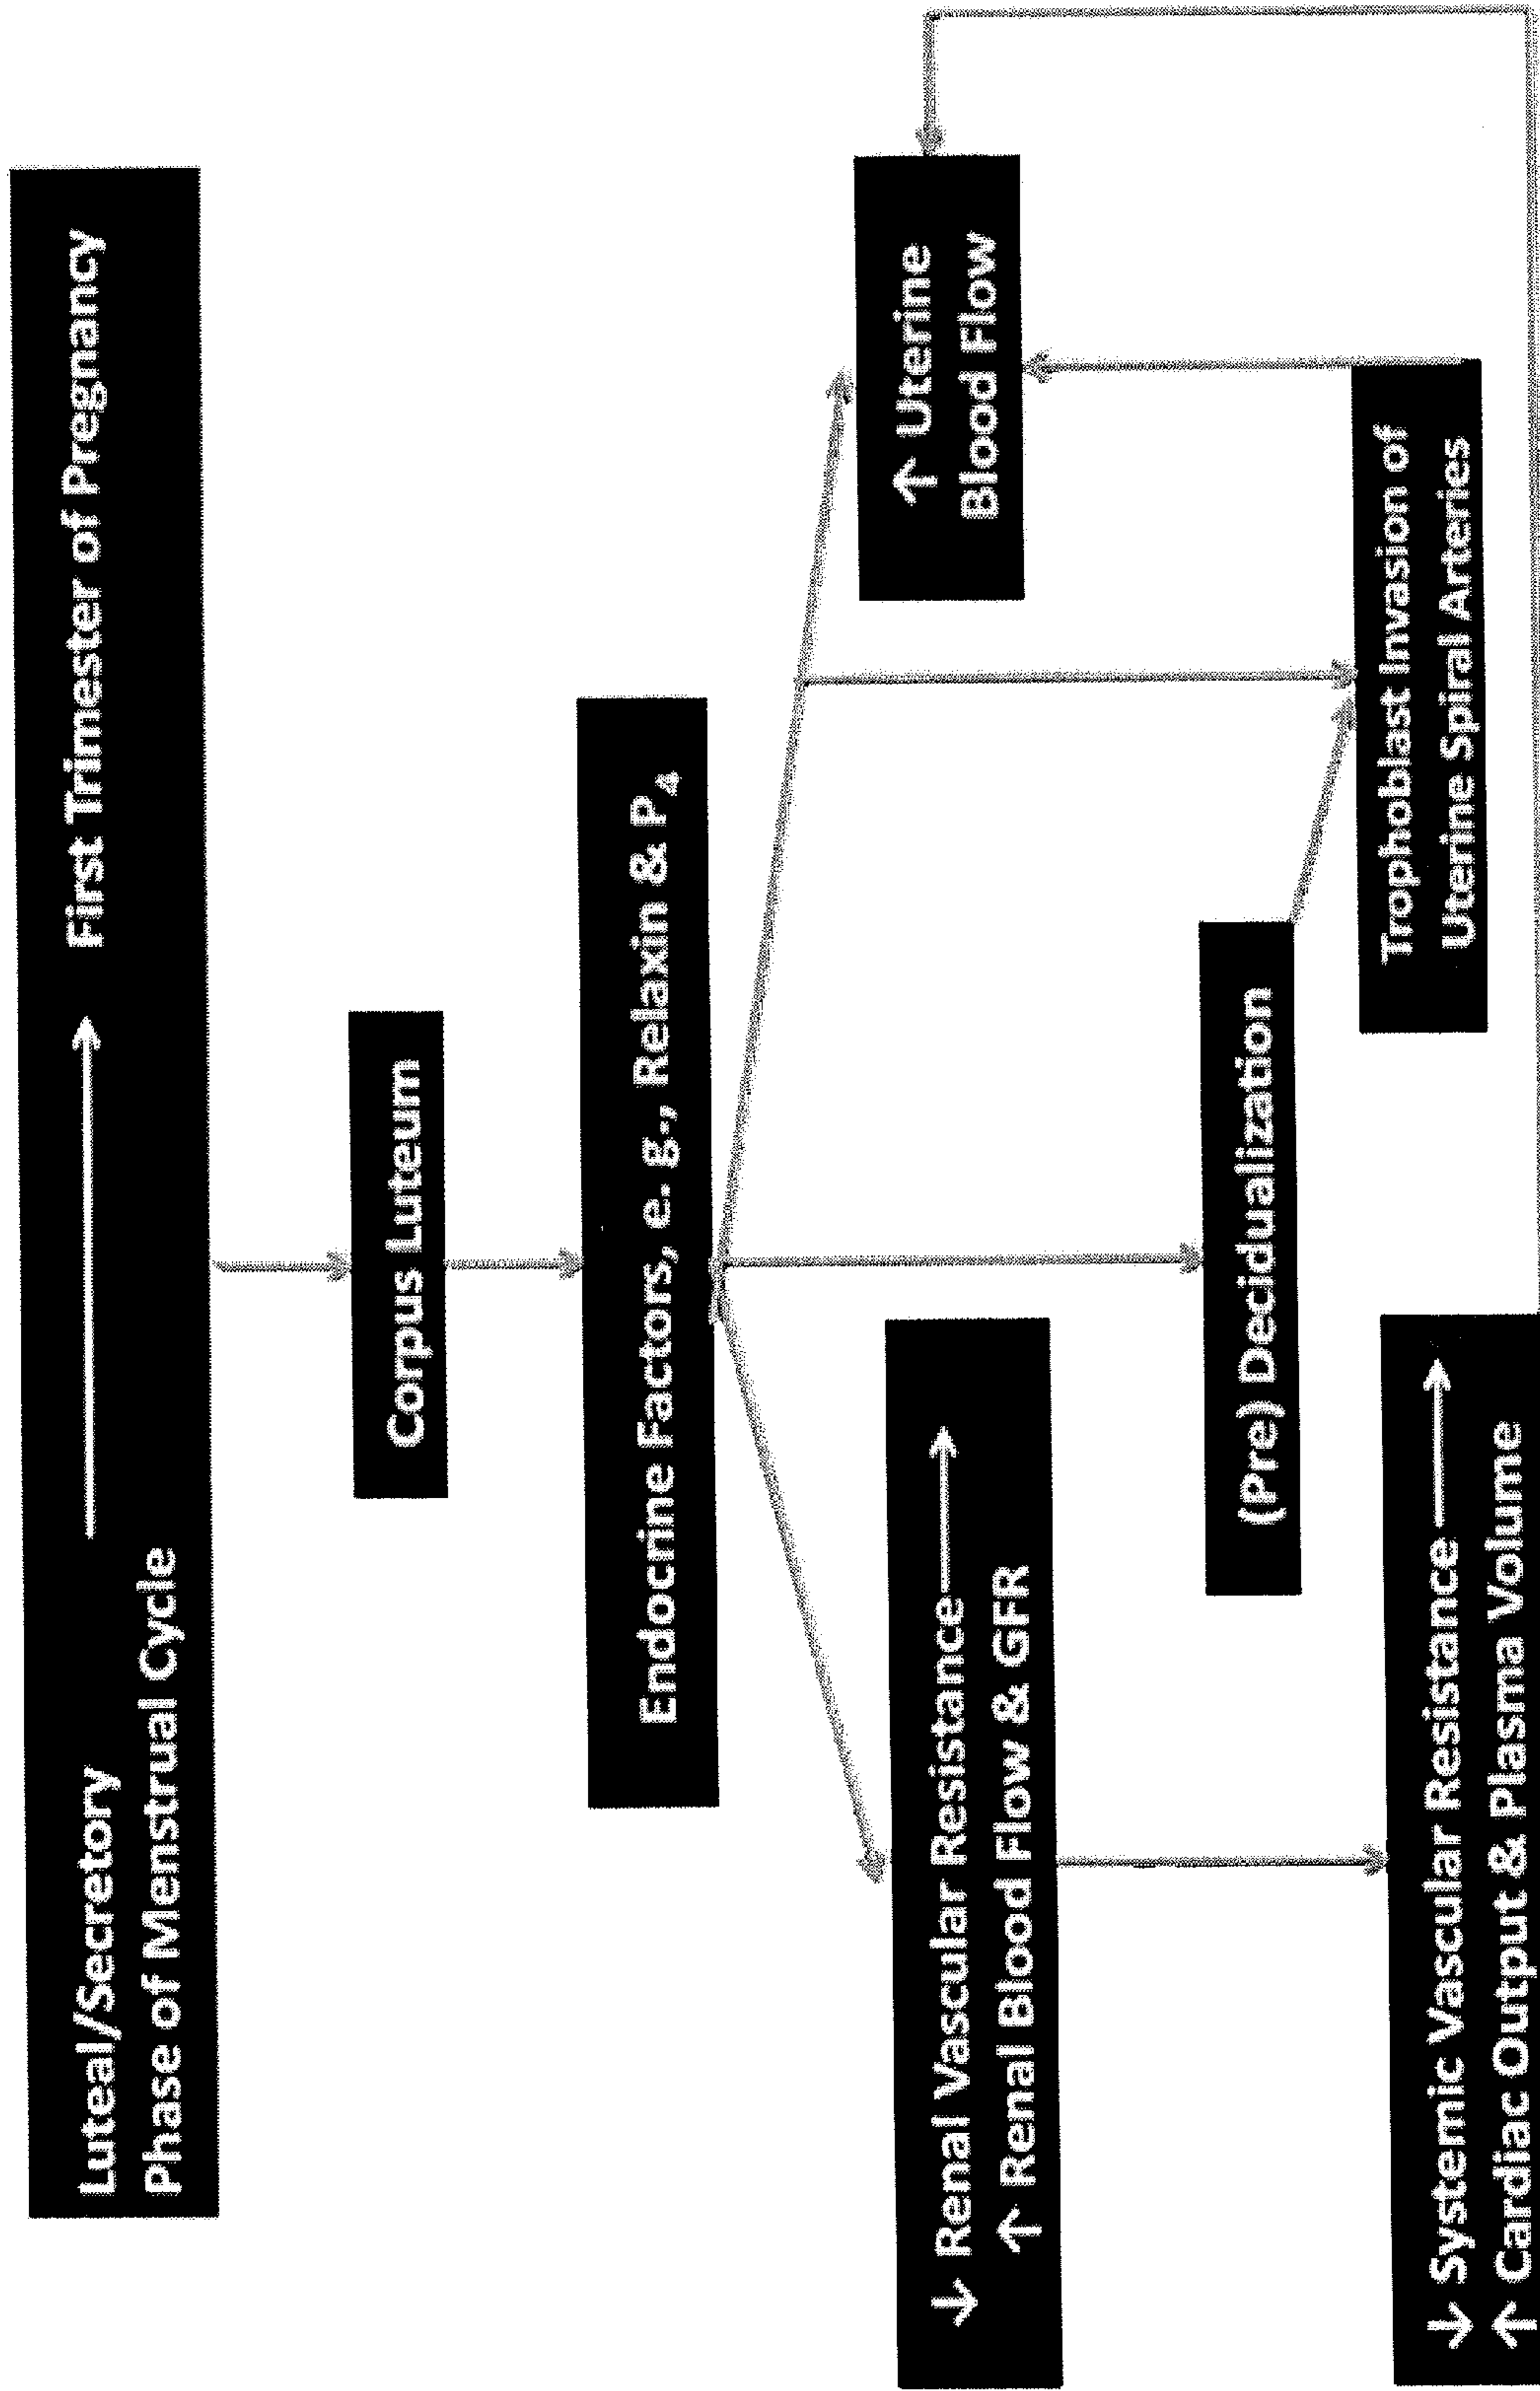 Luteal/Secretory ⟶ First Trimester of Pregnancy
Phase of Menstrual Cycle
Corpus Luteum
Endocrine Factors, e. g., Relaxin & P₄
↓ Renal Vascular Resistance⟶
↑ Renal Blood Flow & GFR
↑ Uterine
Blood Flow
(Pre) Decidualization
Trophoblast Invasion of
Uterine Spiral Arteries
↓ Systemic Vascular Resistance⟶
↑ Cardiac Output & Plasma Volume